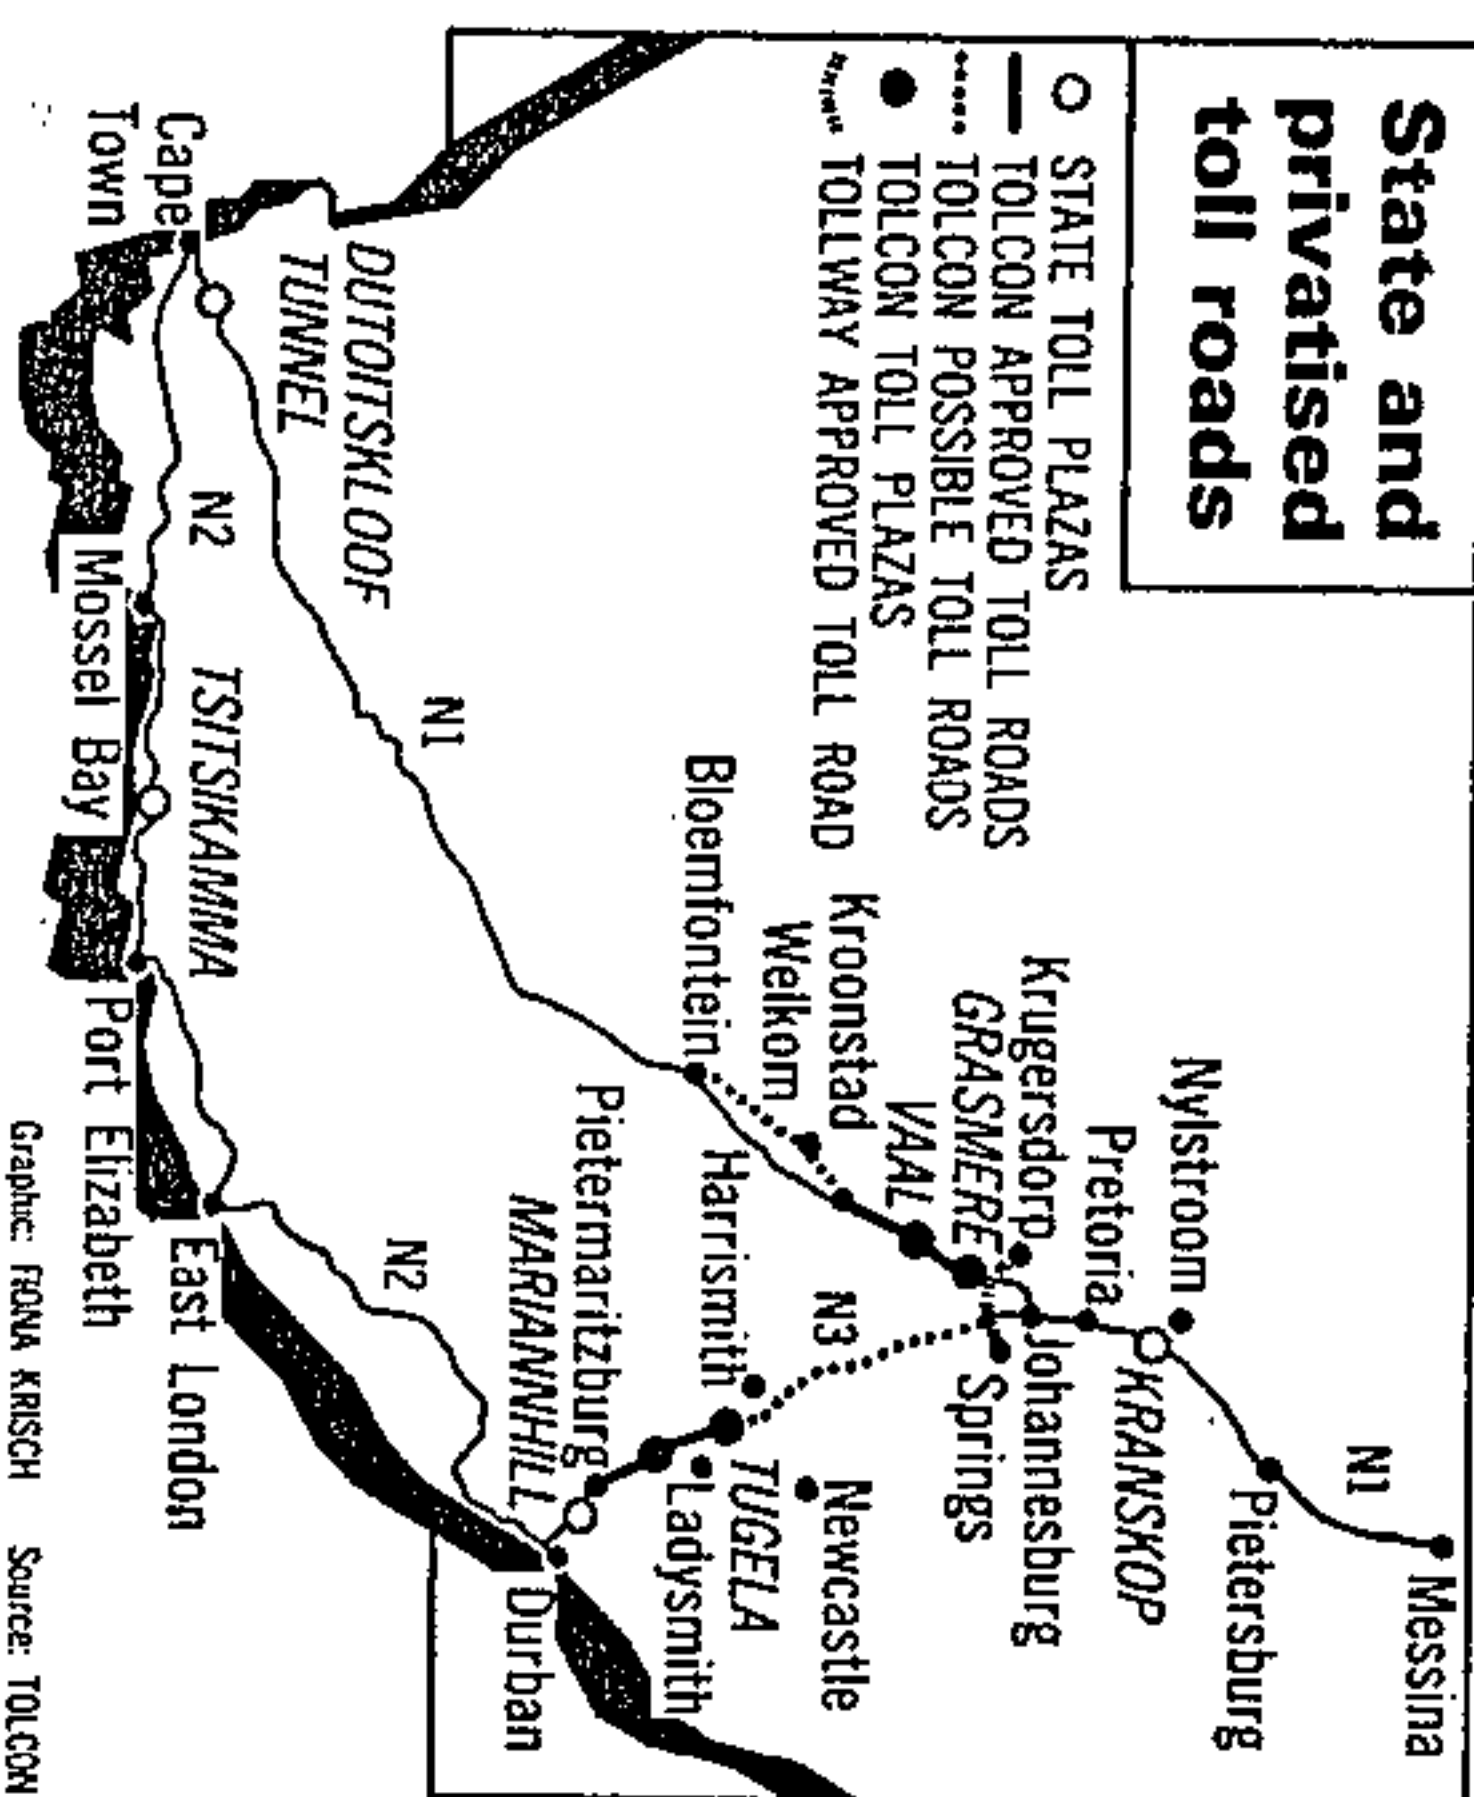 State and
privatised
toll roads
STATE TOLL PLAZAS
TOLCON APPROVED TOLL ROADS
TOLCON POSSIBLE TOLL ROADS
TOLCON TOLL PLAZAS
TOLLWAY APPROVED TOLL ROAD
Messina
N1
Pietersburg
Nylstroom
KRANSKOP
Pretoria
Krugersdorp
Johannesburg
GRASMERE
Springs
VAAL
Kroonstad
Welkom
N3
Newcastle
Bloemfontein
Harrismith
TUGELA
Ladysmith
Pietermaritzburg
MARIANNHILL
Durban
N1
N2
DUTOITSKLOOF
TUNNEL
TSITSIKAMMA
N2
East London
Cape
Town
Mossel Bay
Port Elizabeth
Graphic: FIONA KRISCH Source: TOLCON